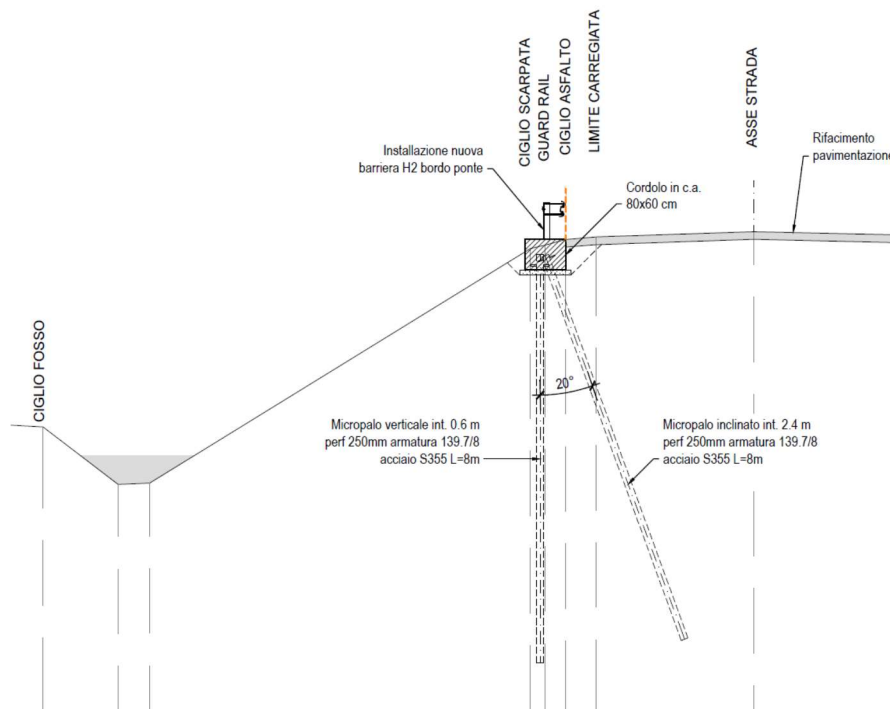 CIGLIO SCARPATA
GUARD RAIL
CIGLIO ASFALTO
LIMITE CARREGIATA
ASSE STRADA
Installazione nuova
barriera H2 bordo ponte
Cordolo in c.a.
80x60 cm
Rifacimento
pavimentazione
CIGLIO FOSSO
20°
Micropalo verticale int. 0.6 m
perf 250mm armatura 139.7/8
acciaio S355 L=8m
Micropalo inclinato int. 2.4 m
perf 250mm armatura 139.7/8
acciaio S355 L=8m